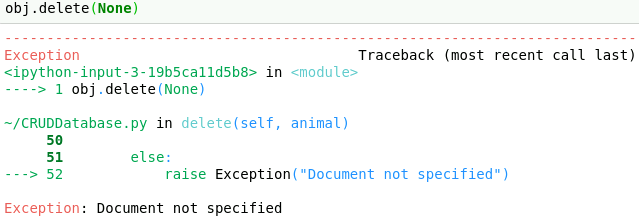 obj.delete(None)
---------------------------------------------------------------------------
Exception                                 Traceback (most recent call last)
<ipython-input-3-19b5ca11d5b8> in <module>
----> 1 obj.delete(None)
~/CRUDDatabase.py in delete(self, animal)
     50
     51         else:
---> 52             raise Exception("Document not specified")
Exception: Document not specified